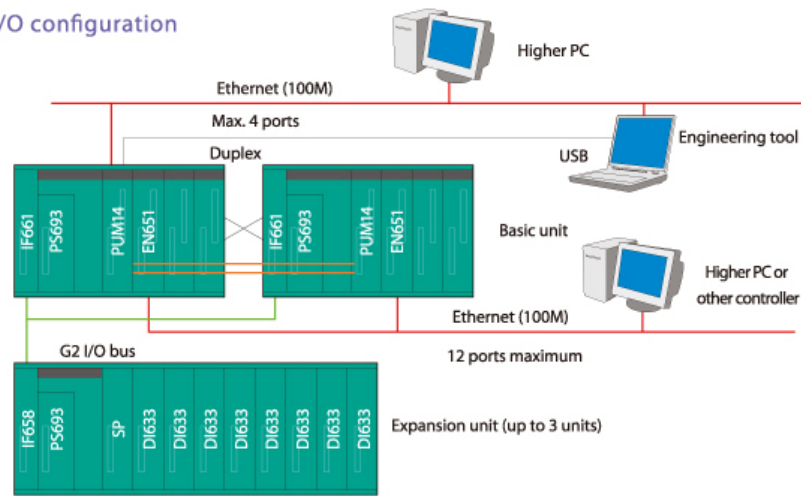 /O configuration
Higher PC
Ethernet (100M)
Max. 4 ports
Engineering tool
Duplex
USB
IF661
PS693
PUM14
EN651
IF661
PS693
PUM14
EN651
Basic unit
Higher PC or
other controller
Ethernet (100M)
G2 I/O bus
12 ports maximum
IF658
PS693
SP
DI633
DI633
DI633
DI633
DI633
DI633
DI633
DI633
Expansion unit (up to 3 units)